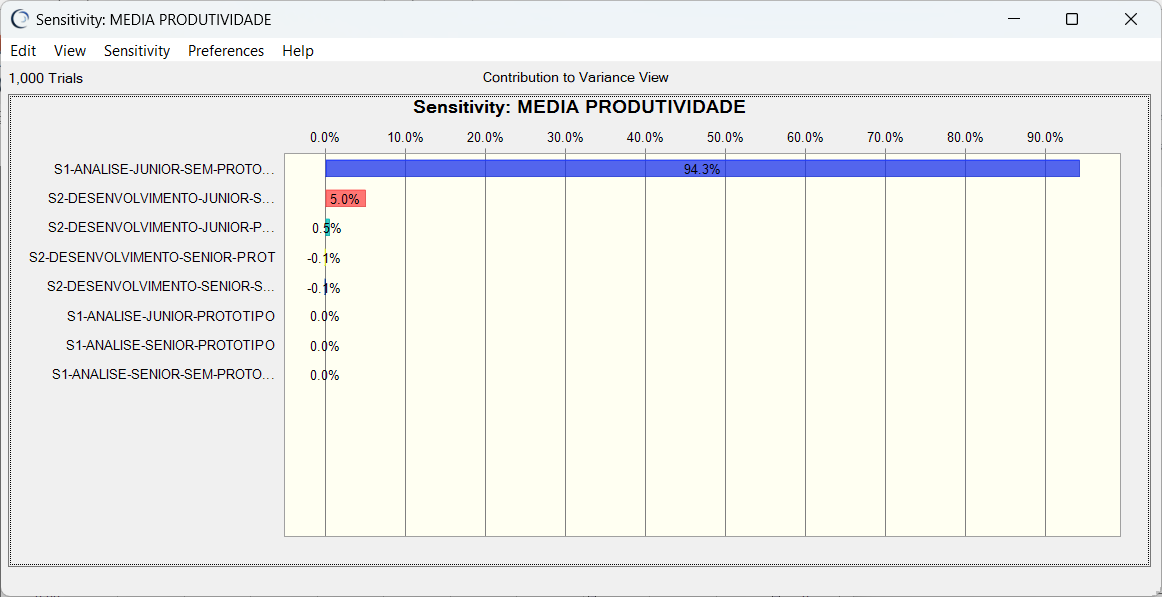 Sensitivity: MEDIA PRODUTIVIDADE
Edit View Sensitivity Preferences Help
1,000 Trials
Contribution to Variance View
Sensitivity: MEDIA PRODUTIVIDADE
0.0% 10.0% 20.0% 30.0% 40.0% 50.0% 60.0% 70.0% 80.0% 90.0%
S1-ANALISE-JUNIOR-SEM-PROTO... 94.3%
S2-DESENVOLVIMENTO-JUNIOR-S... 5.0%
S2-DESENVOLVIMENTO-JUNIOR-P... 0.5%
S2-DESENVOLVIMENTO-SENIOR-PROT -0.1%
S2-DESENVOLVIMENTO-SENIOR-S... -0.1%
S1-ANALISE-JUNIOR-PROTOTIPO 0.0%
S1-ANALISE-SENIOR-PROTOTIPO 0.0%
S1-ANALISE-SENIOR-SEM-PROTO... 0.0%